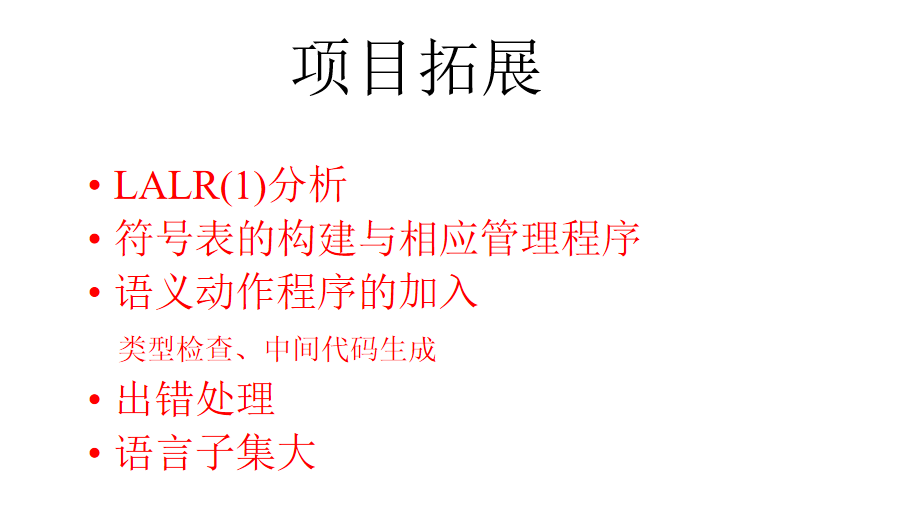 项目拓展
• LALR(1)分析
• 符号表的构建与相应管理程序
• 语义动作程序的加入
类型检查、中间代码生成
• 出错处理
• 语言子集大